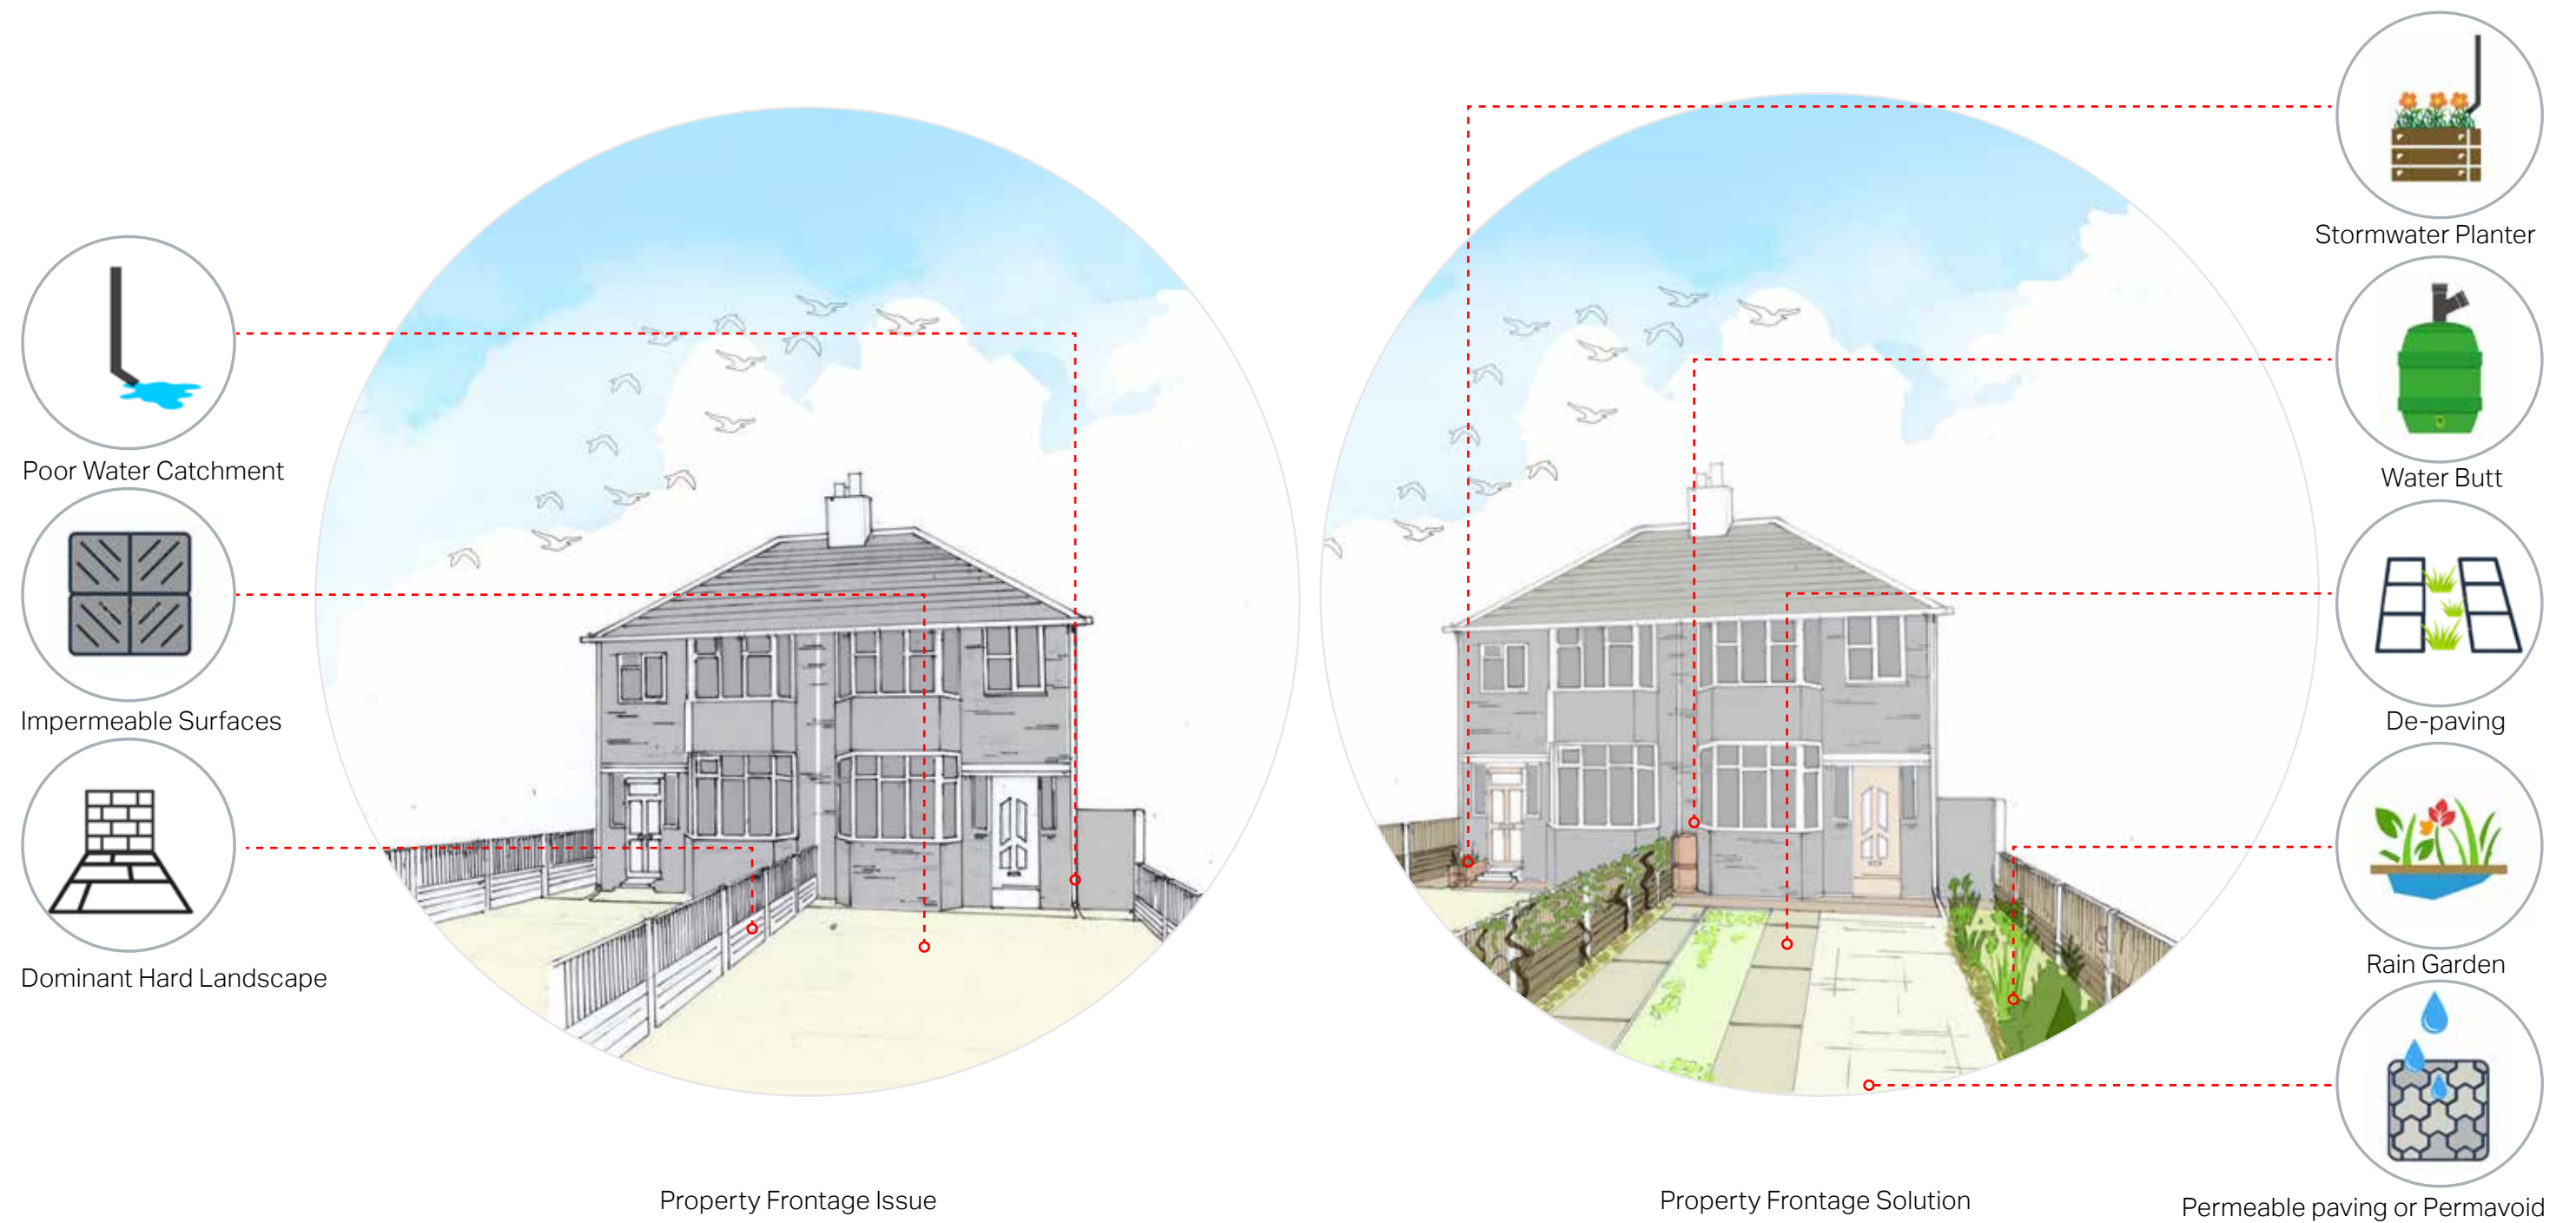 Poor Water Catchment
Impermeable Surfaces
Dominant Hard Landscape
Property Frontage Issue
Stormwater Planter
Water Butt
De-paving
Rain Garden
Permeable paving or Permavoid
Property Frontage Solution